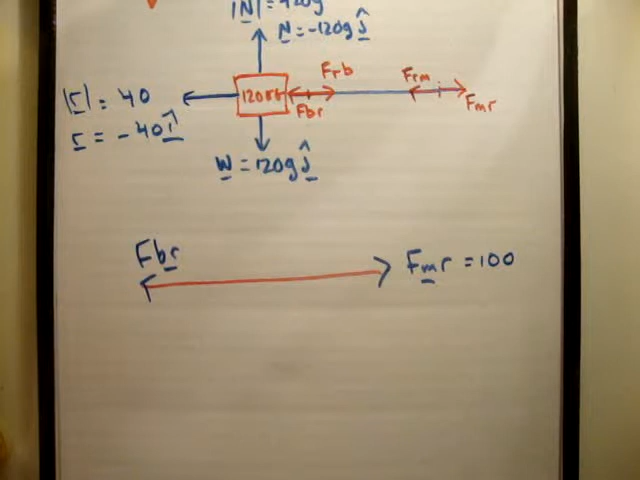 |N| = 120g
N = -120g ĵ
Frb
Frm
|r| = 40
120kg
Fbr
Fmr
r = -40î
W = 120g ĵ
Fbr
Fmr = 100